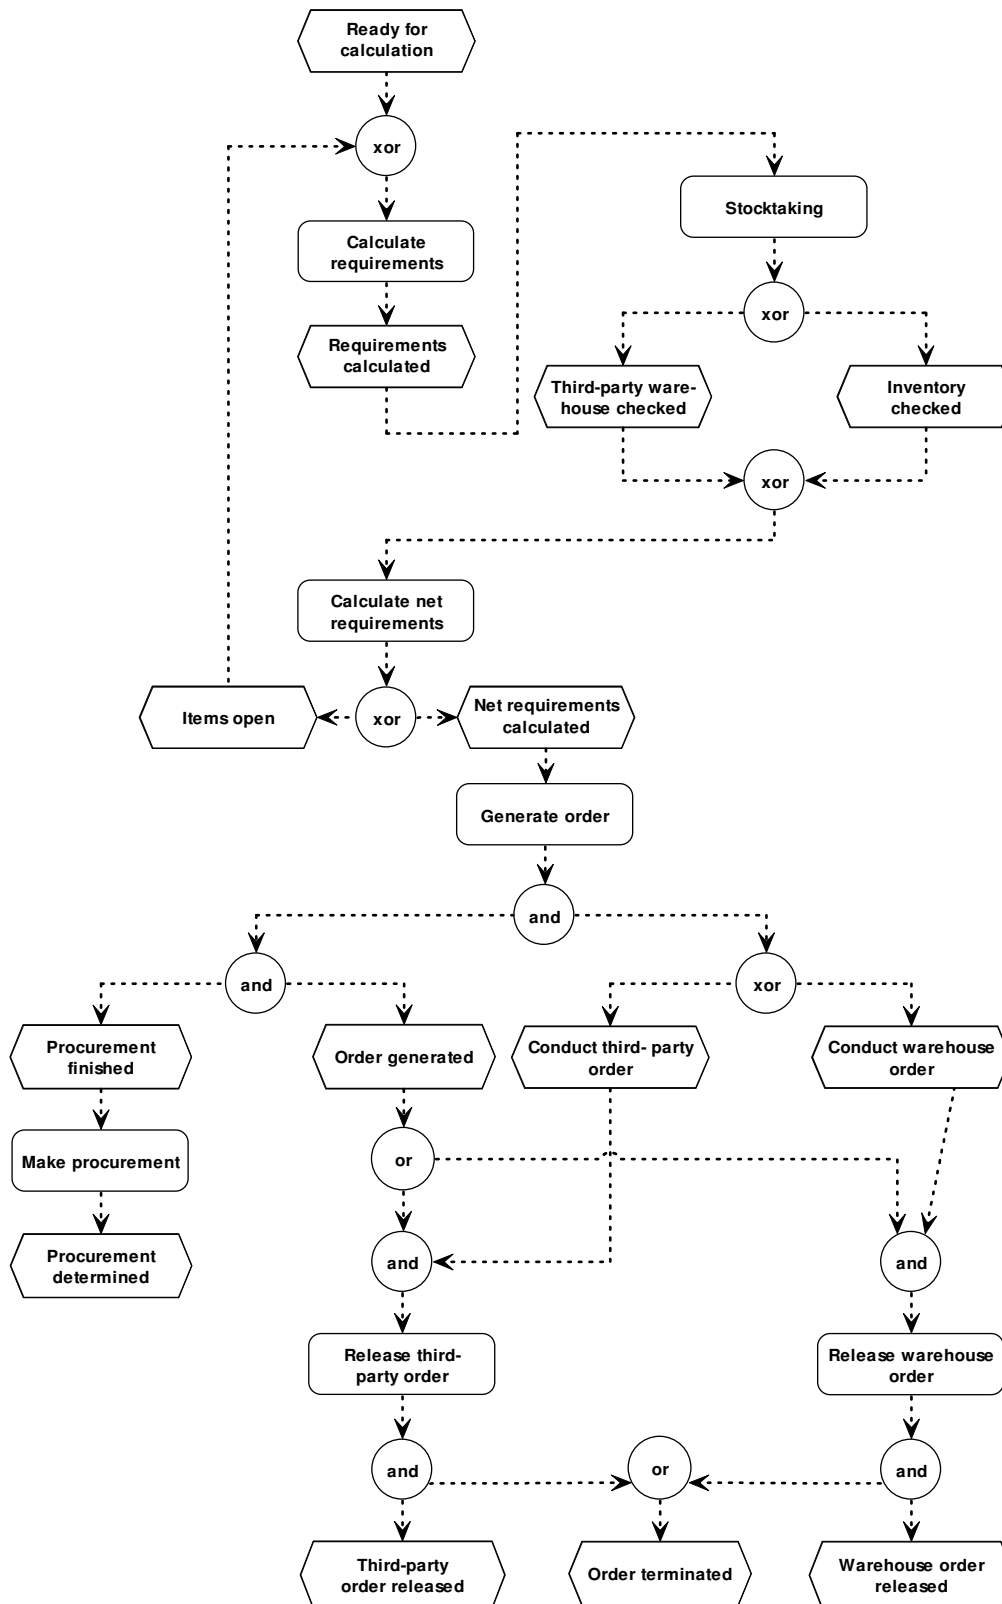 Ready for
calculation
xor
Stocktaking
Calculate
requirements
xor
Requirements
calculated
Third-party ware-
house checked
Inventory
checked
xor
Calculate net
requirements
Items open
xor
Net requirements
calculated
Generate order
and
and
xor
Procurement
finished
Order generated
Conduct third- party
order
Conduct warehouse
order
Make procurement
or
Procurement
determined
and
and
Release third-
party order
Release warehouse
order
and
or
and
Third-party
order released
Order terminated
Warehouse order
released